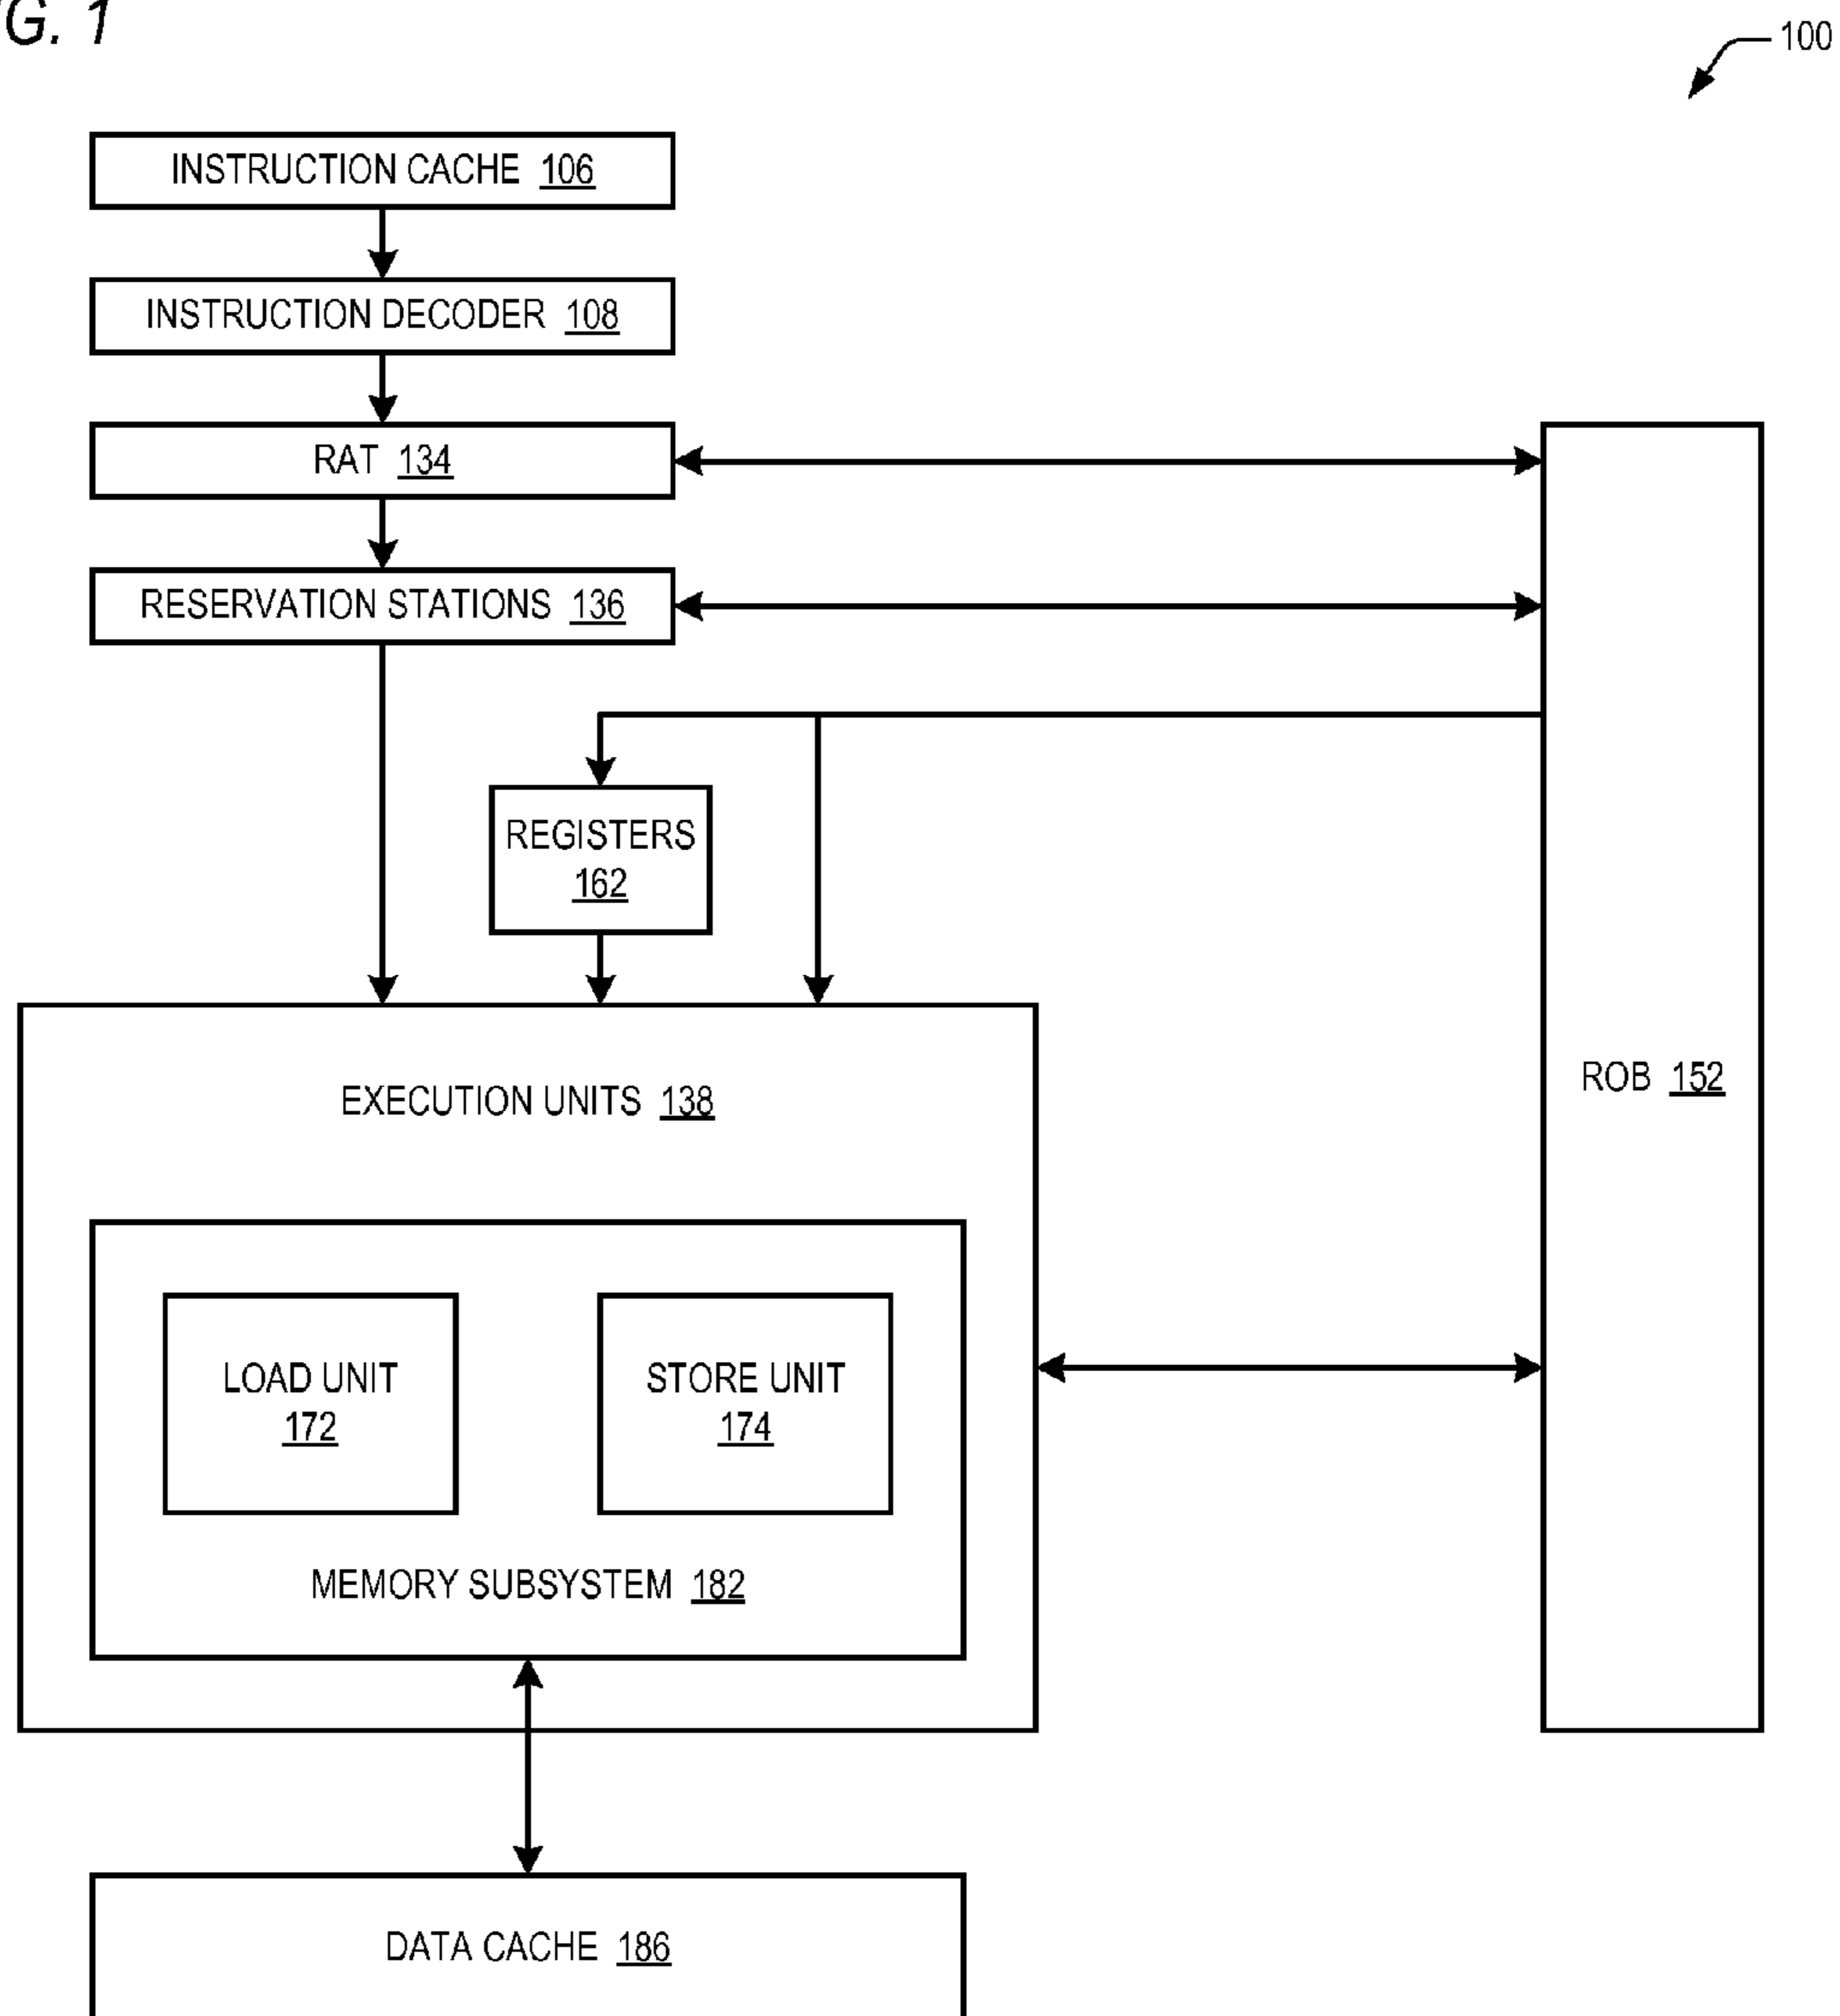 G. 1
100
INSTRUCTION CACHE 106
INSTRUCTION DECODER 108
RAT 134
RESERVATION STATIONS 136
REGISTERS
162
ROB 152
EXECUTION UNITS 138
LOAD UNIT
172
STORE UNIT
174
MEMORY SUBSYSTEM 182
DATA CACHE 186